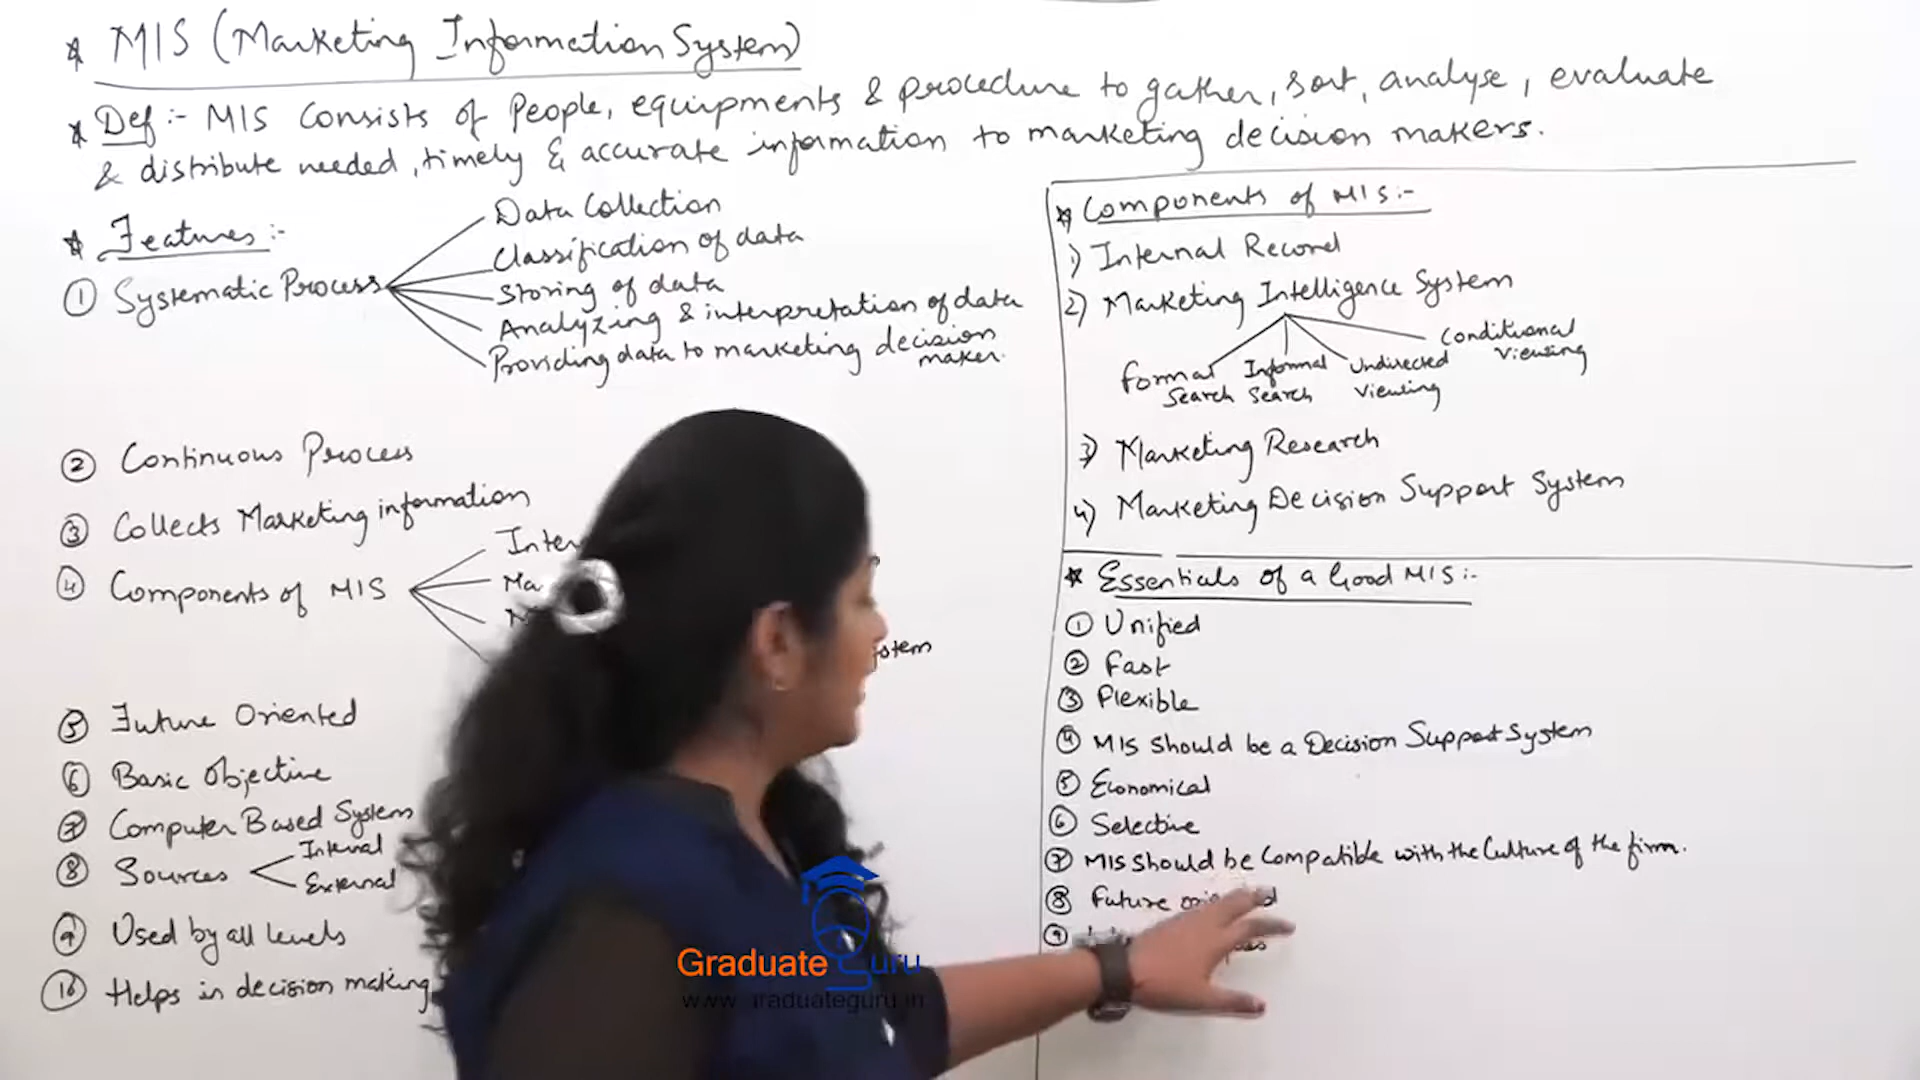 * MIS (Marketing Information System)
* Def :- MIS consists of People, equipments & procedure to gather, sort, analyse, evaluate
& distribute needed, timely & accurate information to marketing decision makers.
* Features :-
① Systematic Process
Data Collection
Classification of data
Storing of data
Analyzing & interpretation of data
Providing data to marketing decision
maker.
② Continuous Process
③ Collects Marketing information
④ Components of MIS
⑤ Future Oriented
⑥ Basic Objective
⑦ Computer Based System
⑧ Sources
Internal
External
⑨ Used by all levels
⑩ Helps in decision making
* Components of MIS :-
1) Internal Record
2) Marketing Intelligence System
Formal
Search
Informal
Search
Undirected
Viewing
Conditional
Viewing
3) Marketing Research
4) Marketing Decision Support System
* Essentials of a Good MIS :-
① Unified
② Fast
③ Flexible
④ MIS should be a Decision Support System
⑤ Economical
⑥ Selective
⑦ MIS should be Compatible with the Culture of the firm.
⑧ Future
⑨
Graduate Guru
www.graduateguru.in